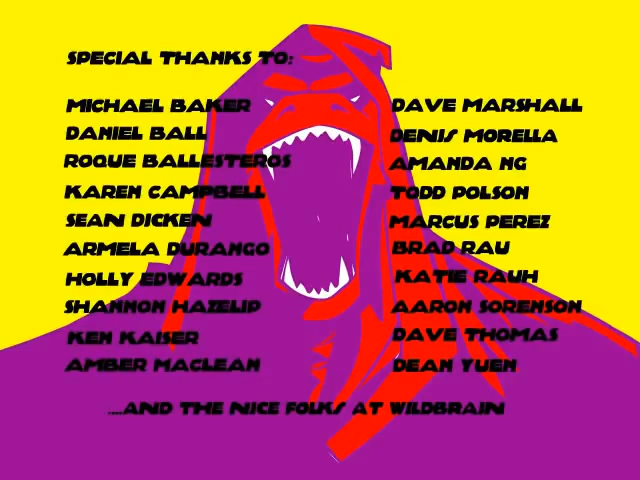 SPECIAL THANKS TO:
MICHAEL BAKER
DANIEL BALL
ROQUE BALLESTEROS
KAREN CAMPBELL
SEAN DICKEN
ARMELA DURANGO
HOLLY EDWARDS
SHANNON HAZELIP
KEN KAISER
AMBER MACLEAN
DAVE MARSHALL
DENIS MORELLA
AMANDA NG
TODD POLSON
MARCUS PEREZ
BRAD RAU
KATIE RAUH
AARON SORENSON
DAVE THOMAS
DEAN YUEN
....AND THE NICE FOLKS AT WILDBRAIN